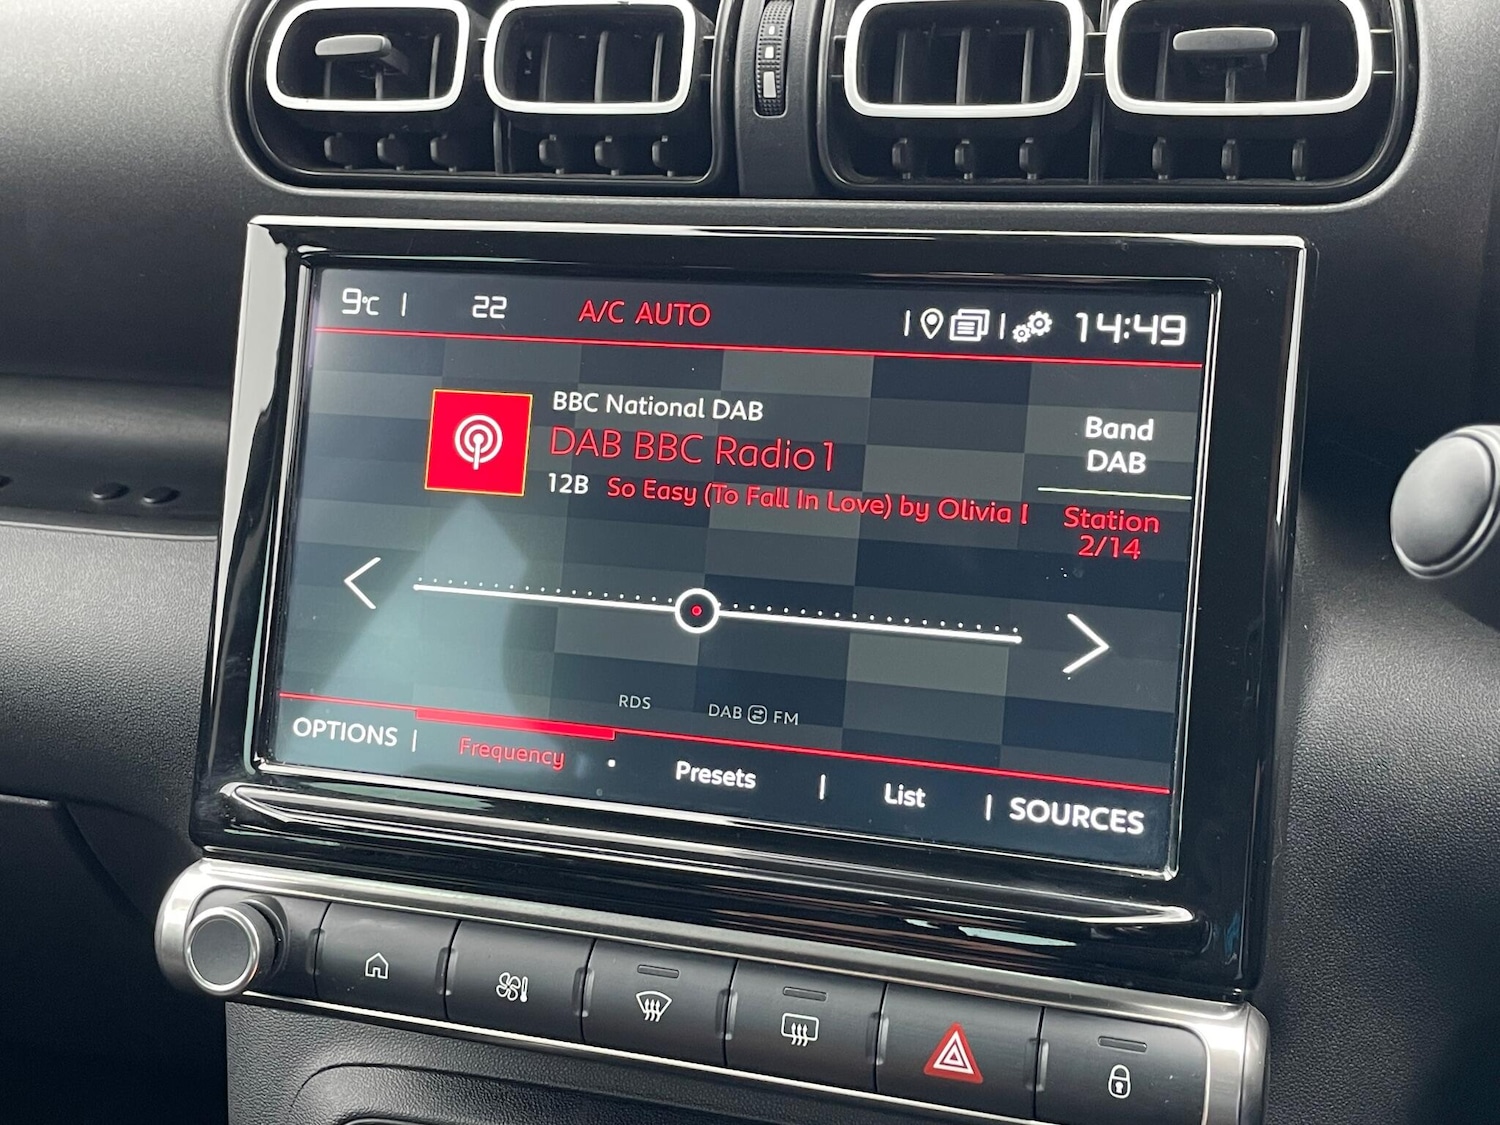 9°C | 22 A/C AUTO 14:49
BBC National DAB
DAB BBC Radio 1
12B So Easy (To Fall In Love) by Olivia
Band
DAB
Station
2/14
RDS DAB FM
OPTIONS | Frequency • Presets | List | SOURCES